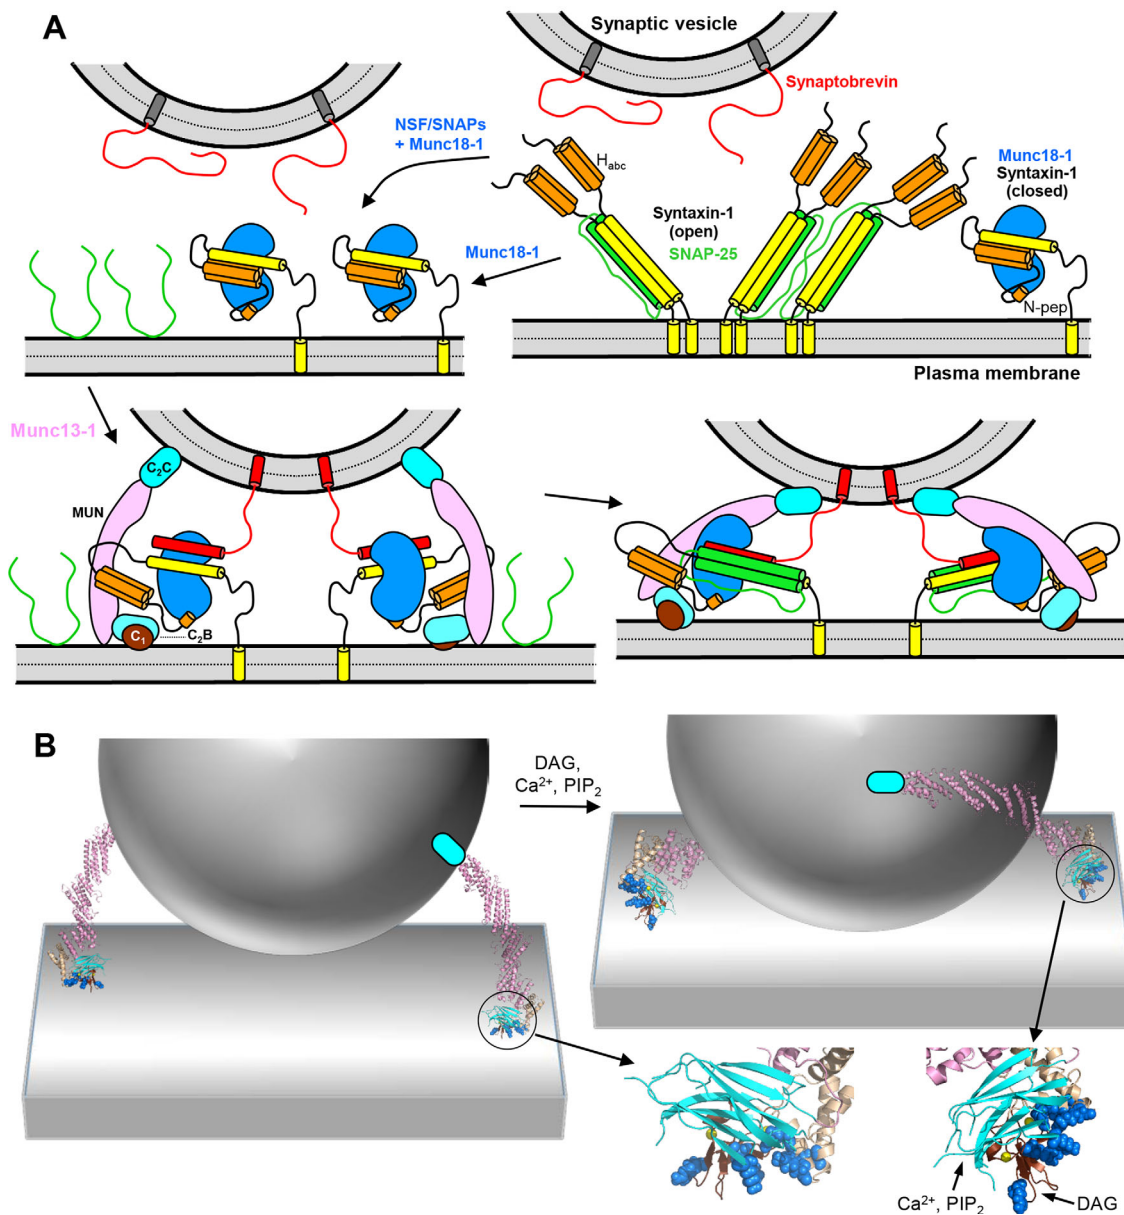 A
Synaptic vesicle
Synaptobrevin
NSF/SNAPs
+ Munc18-1
Habc
Munc18-1
Syntaxin-1
(closed)
Syntaxin-1
(open)
SNAP-25
Munc18-1
N-pep
Plasma membrane
Munc13-1
C2C
MUN
C1
C2B
B
DAG,
Ca2+, PIP2
Ca2+, PIP2
DAG